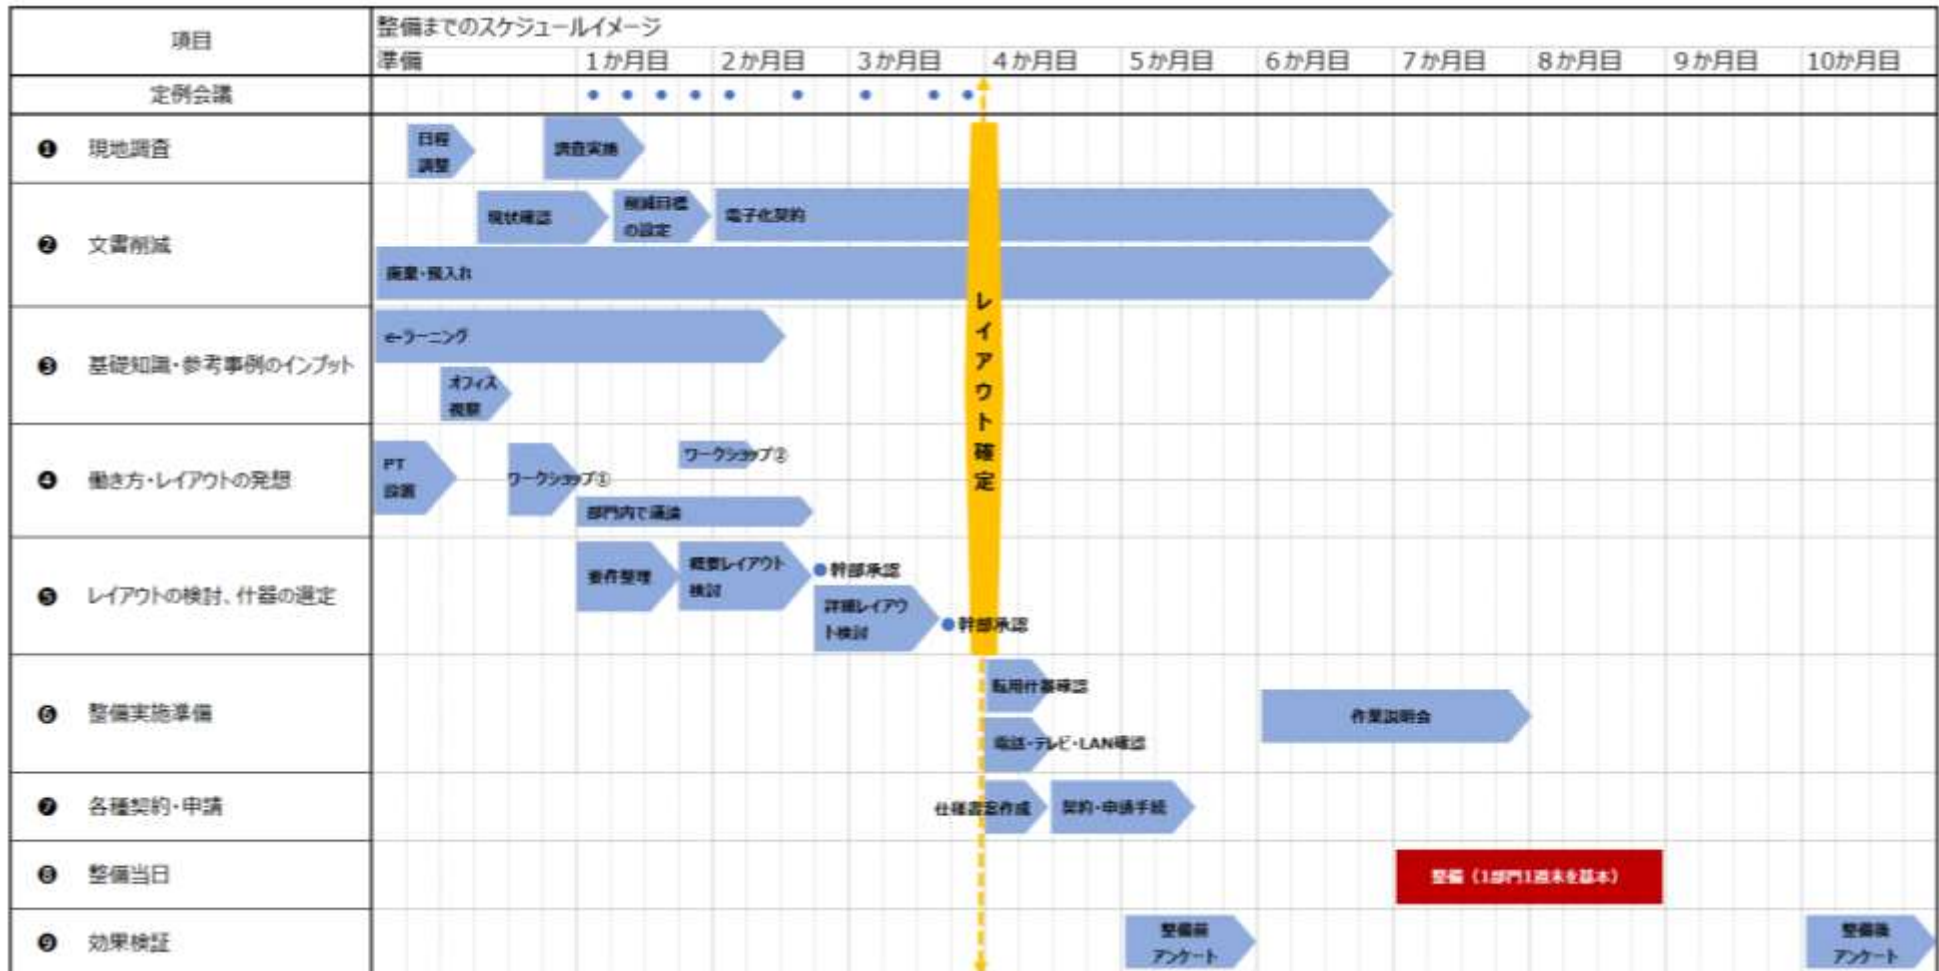 項目
整備までのスケジュールイメージ
準備 1か月目 2か月目 3か月目 4か月目 5か月目 6か月目 7か月目 8か月目 9か月目 10か月目
定例会議
❶ 現地調査
日程
調整
調査実施
❷ 文書削減
現状確認
削減目標
の設定
電子化契約
廃棄・預入れ
❸ 基礎知識・参考事例のインプット
e-ラーニング
オフィス
視察
❹ 働き方・レイアウトの発想
PT
設置
ワークショップ①
ワークショップ②
部門内で議論
❺ レイアウトの検討、什器の選定
要件整理
概要レイアウト
検討
●幹部承認
詳細レイアウ
ト検討
●幹部承認
レイアウト確定
❻ 整備実施準備
転用什器確認
電話・テレビ・LAN確認
作業説明会
❼ 各種契約・申請
仕様書案作成
契約・申請手続
❽ 整備当日
整備（1部門1週末を基本）
❾ 効果検証
整備前
アンケート
整備後
アンケート